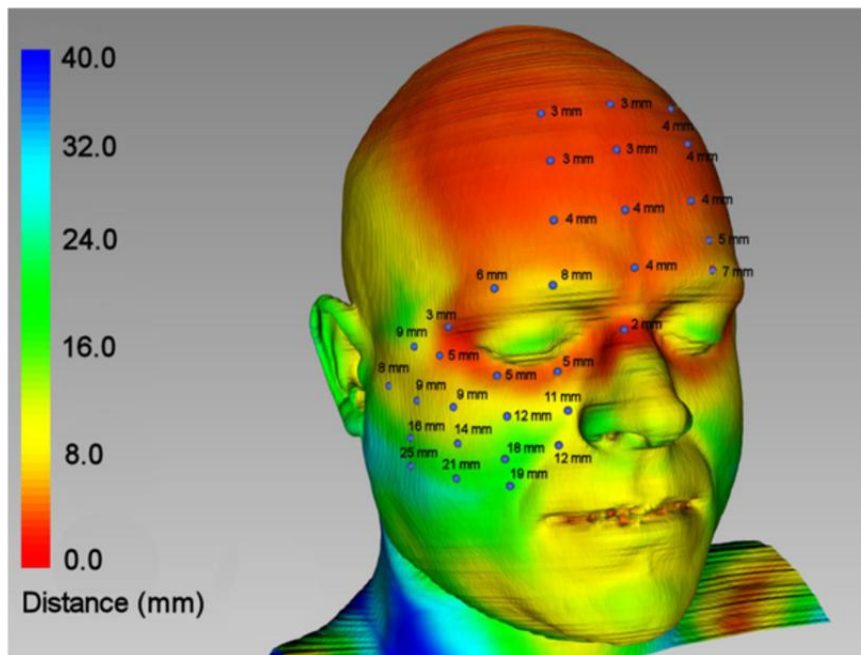 40.0
32.0
24.0
16.0
8.0
0.0
Distance (mm)
3 mm
3 mm
4 mm
3 mm
3 mm
4 mm
4 mm
4 mm
4 mm
5 mm
4 mm
7 mm
6 mm
8 mm
3 mm
2 mm
9 mm
5 mm
5 mm
8 mm
5 mm
9 mm
9 mm
11 mm
12 mm
16 mm
14 mm
12 mm
25 mm
18 mm
21 mm
19 mm